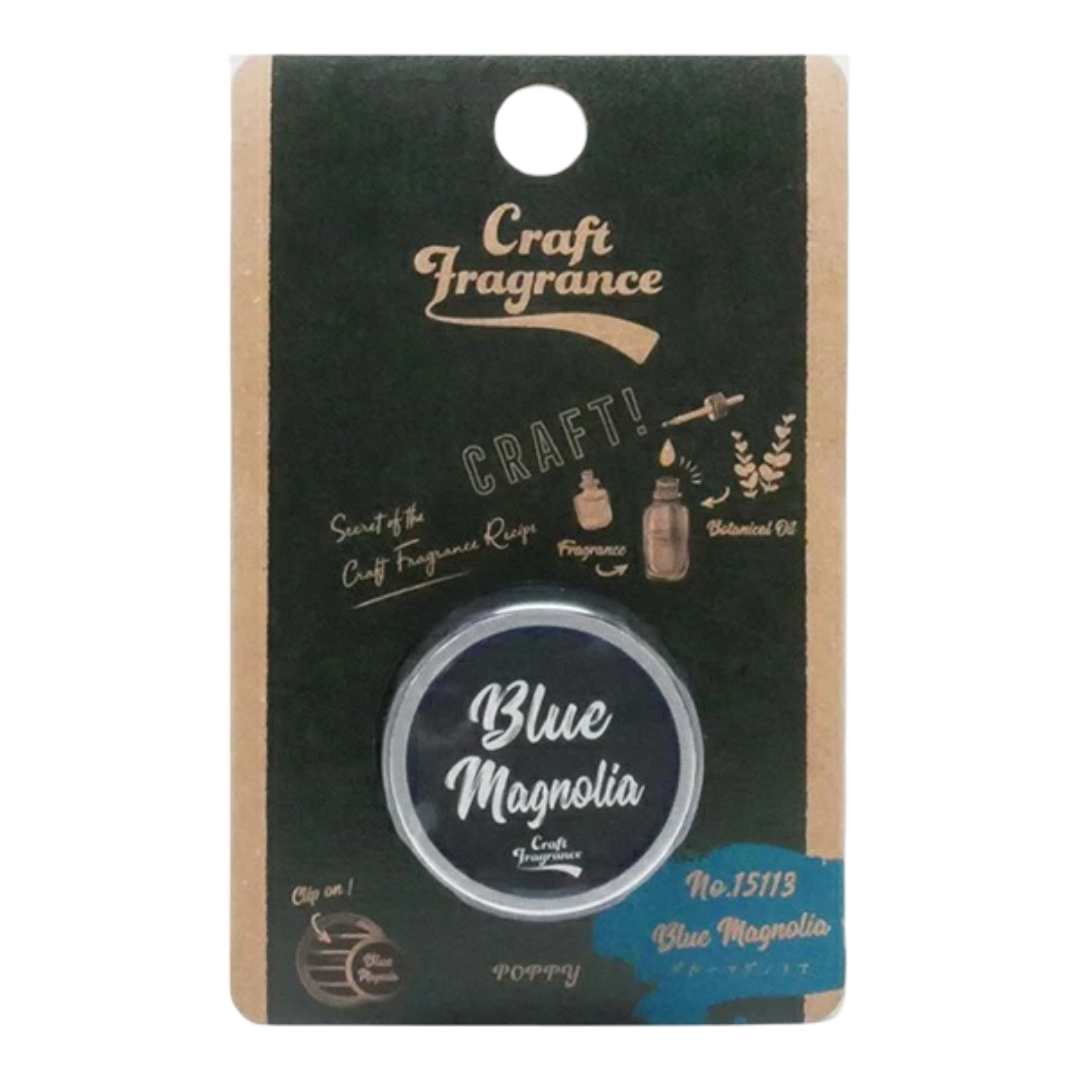 Craft
Fragrance
CRAFT!
Secret of the
Craft Fragrance Recipe
Fragrance
Botanical Oil
Blue
Magnolia
Craft
Fragrance
Clip on!
Blue
Magnolia
POPPY
No.15113
Blue Magnolia
ブルーマグノリア